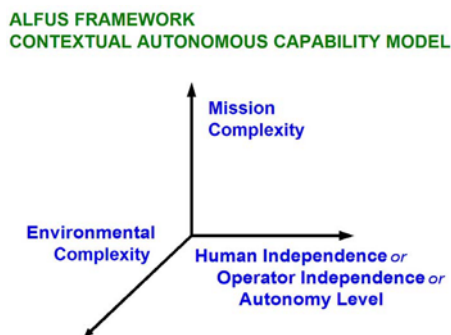 ALFUS FRAMEWORK
CONTEXTUAL AUTONOMOUS CAPABILITY MODEL
Mission
Complexity
Environmental
Complexity
Human Independence or
Operator Independence or
Autonomy Level